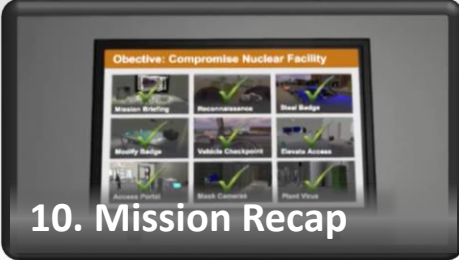 Obective: Compromise Nuclear Facility
Mission Briefing
Reconnaissance
Steal Badge
Modify Badge
Vehicle Checkpoint
Elevate Access
Access Portal
Mask Cameras
Plant Virus
10. Mission Recap